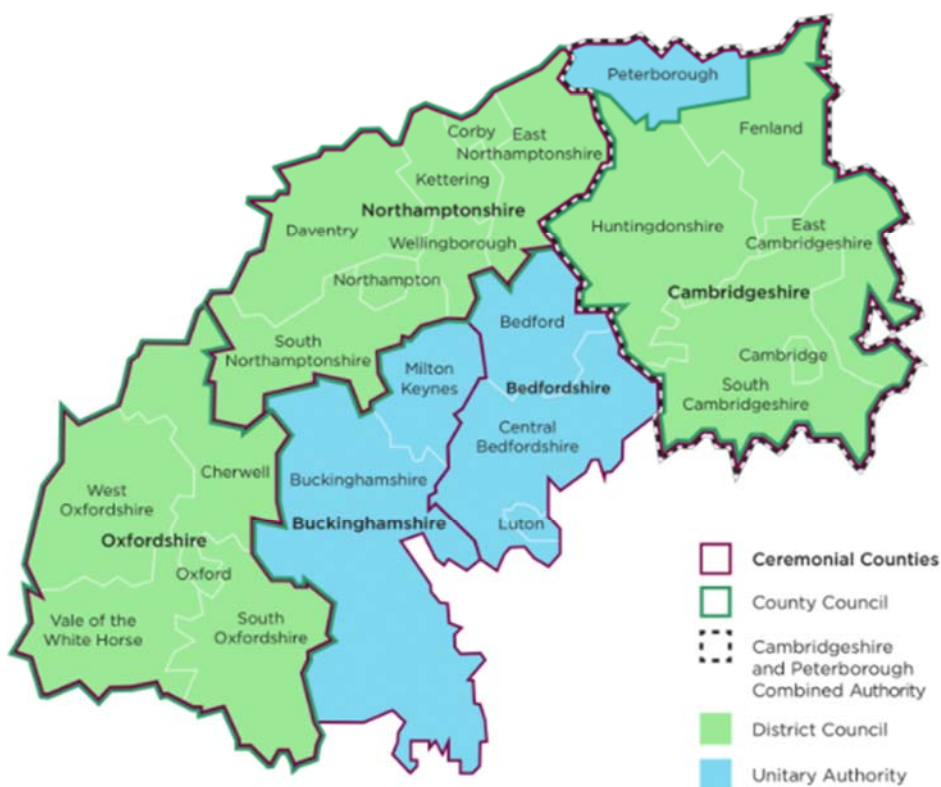 Peterborough
Corby
East
Northamptonshire
Fenland
Kettering
Northamptonshire
Daventry
Wellingborough
Huntingdonshire
East
Cambridgeshire
Northampton
Cambridgeshire
Bedford
South
Northamptonshire
Milton
Keynes
Cambridge
Bedfordshire
South
Cambridgeshire
Central
Bedfordshire
Cherwell
Buckinghamshire
West
Oxfordshire
Buckinghamshire
Luton
Oxfordshire
Oxford
Vale of the
White Horse
South
Oxfordshire
Ceremonial Counties
County Council
Cambridgeshire
and Peterborough
Combined Authority
District Council
Unitary Authority